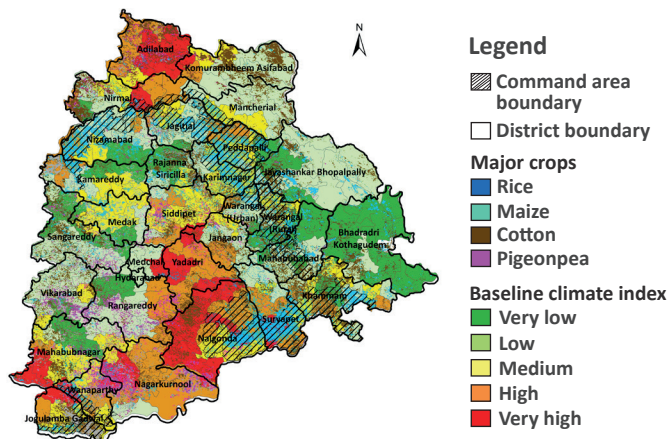 N
Adilabad
Komurambheem Asifabad
Nirmal
Mancherial
Nizamabad
Jagitial
Peddapalli
Kamareddy
Rajanna
Siricilla
Karimnagar
Jayashankar Bhopalpally
Medak
Siddipet
Warangal
(Urban)
Warangal
(Rural)
Bhadradri
Kothagudem
Sangareddy
Jangaon
Mahabubabad
Medchal
Yadadri
Hyderabad
Khammam
Vikarabad
Rangareddy
Suryapet
Nalgonda
Mahabubnagar
Wanaparthy
Nagarkurnool
Jogulamba Gadwal
Legend
Command area
boundary
District boundary
Major crops
Rice
Maize
Cotton
Pigeonpea
Baseline climate index
Very low
Low
Medium
High
Very high